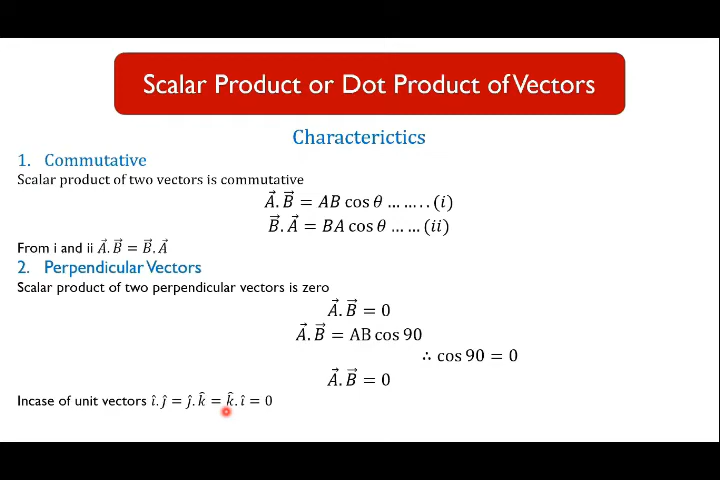 Scalar Product or Dot Product of Vectors
Characterictics
1. Commutative
Scalar product of two vectors is commutative
A⃗.B⃗ = AB cos θ … … . . (i)
B⃗.A⃗ = BA cos θ … … (ii)
From i and ii A⃗.B⃗ = B⃗.A⃗
2. Perpendicular Vectors
Scalar product of two perpendicular vectors is zero
A⃗.B⃗ = 0
A⃗.B⃗ = AB cos 90
∴ cos 90 = 0
A⃗.B⃗ = 0
Incase of unit vectors î.ĵ = ĵ.k̂ = k̂.î = 0